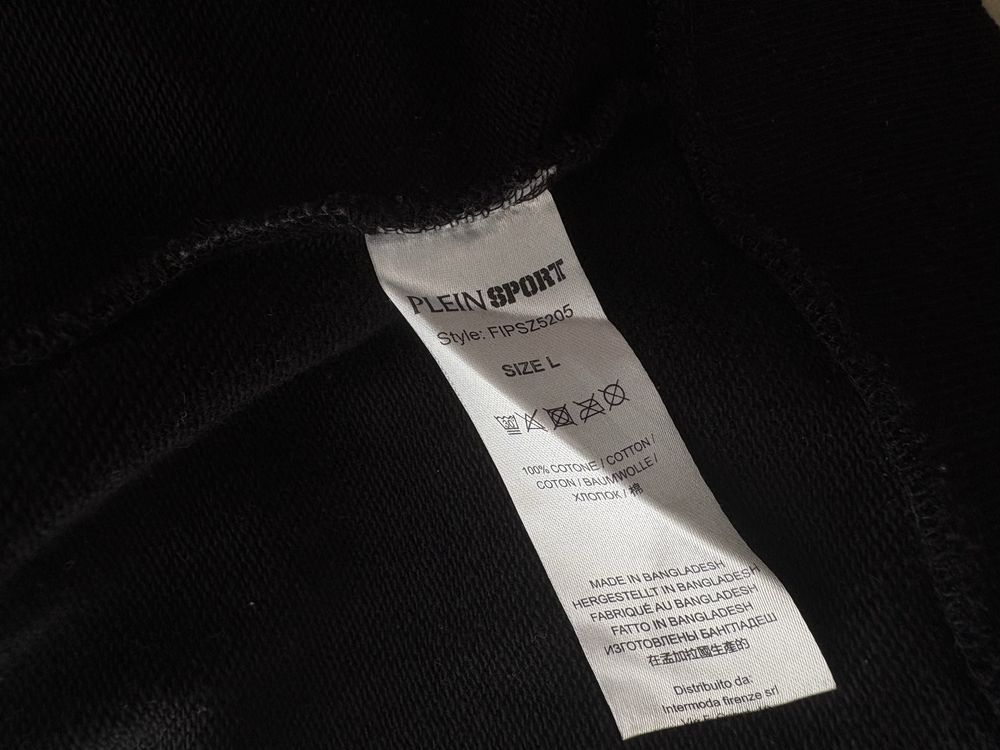 PLEIN SPORT
Style: FIPSZ5205
SIZE L
100% COTONE / COTTON /
COTON / BAUMWOLLE /
ХЛОПОК / 棉
MADE IN BANGLADESH
HERGESTELLT IN BANGLADESH
FABRIQUÉ AU BANGLADESH
FATTO IN BANGLADESH
ИЗГОТОВЛЕНЫ БАНГЛАДЕШ
在孟加拉國生產的
Distribuito da:
Intermoda firenze srl